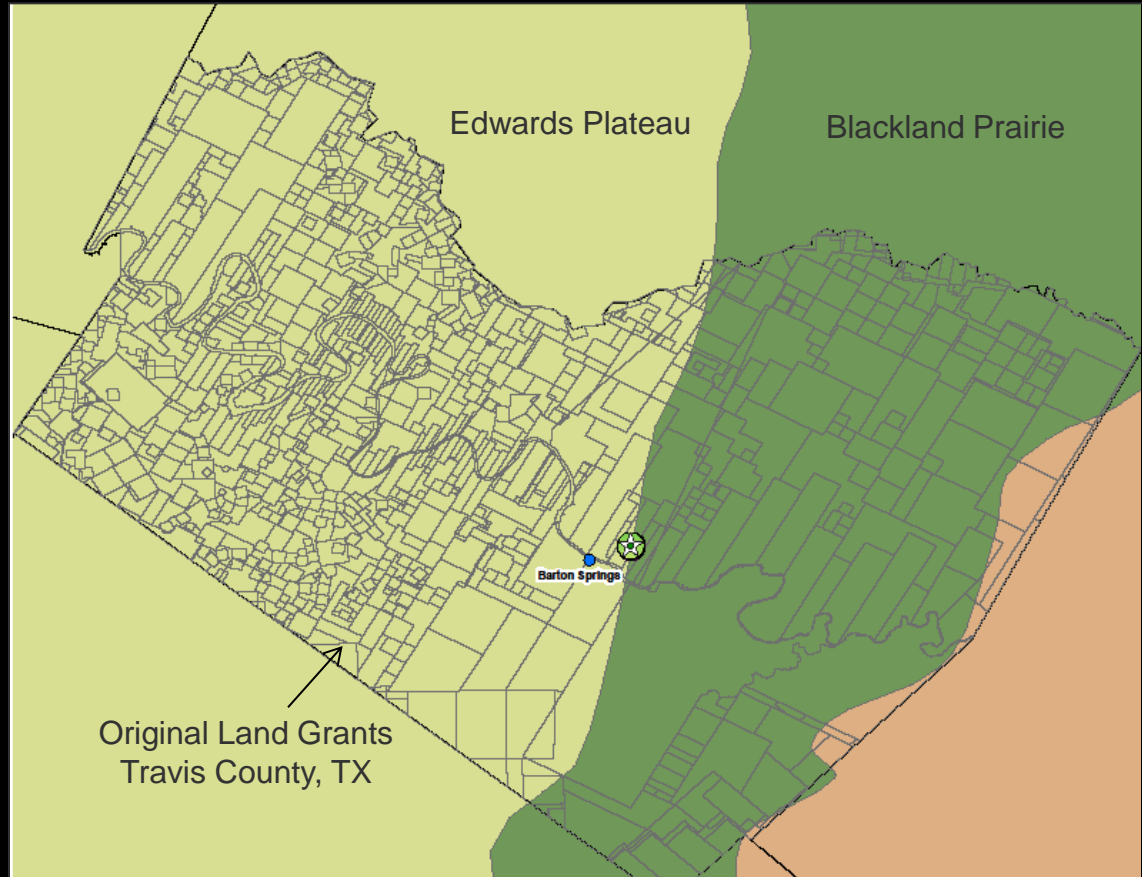 Edwards Plateau
Blackland Prairie
Barton Springs
Original Land Grants
Travis County, TX